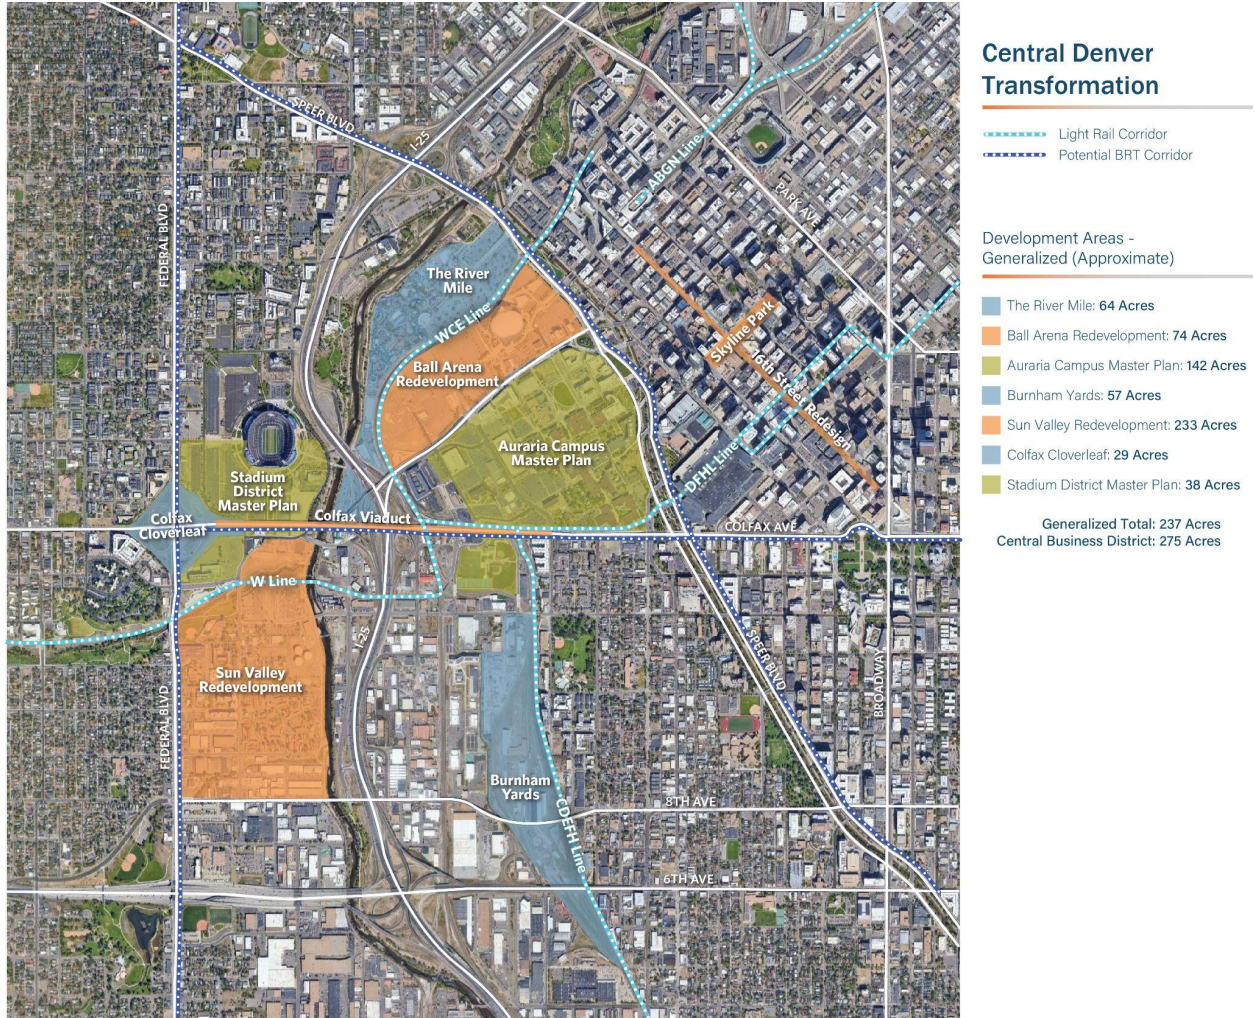 Central Denver
Transformation
Light Rail Corridor
Potential BRT Corridor
Development Areas -
Generalized (Approximate)
The River Mile: 64 Acres
Ball Arena Redevelopment: 74 Acres
Auraria Campus Master Plan: 142 Acres
Burnham Yards: 57 Acres
Sun Valley Redevelopment: 233 Acres
Colfax Cloverleaf: 29 Acres
Stadium District Master Plan: 38 Acres
Generalized Total: 237 Acres
Central Business District: 275 Acres
SPEER BLVD
I-25
ABGN Line
PARK AVE
FEDERAL BLVD
The River
Mile
WCE Line
Skyline Park
16th Street Redesign
Ball Arena
Redevelopment
Auraria Campus
Master Plan
DFHL Line
Stadium
District
Master Plan
Colfax
Cloverleaf
Colfax Viaduct
COLFAX AVE
W Line
I-25
SPEER BLVD
BROADWAY
Sun Valley
Redevelopment
FEDERAL BLVD
Burnham
Yards
CDEFH Line
8TH AVE
6TH AVE